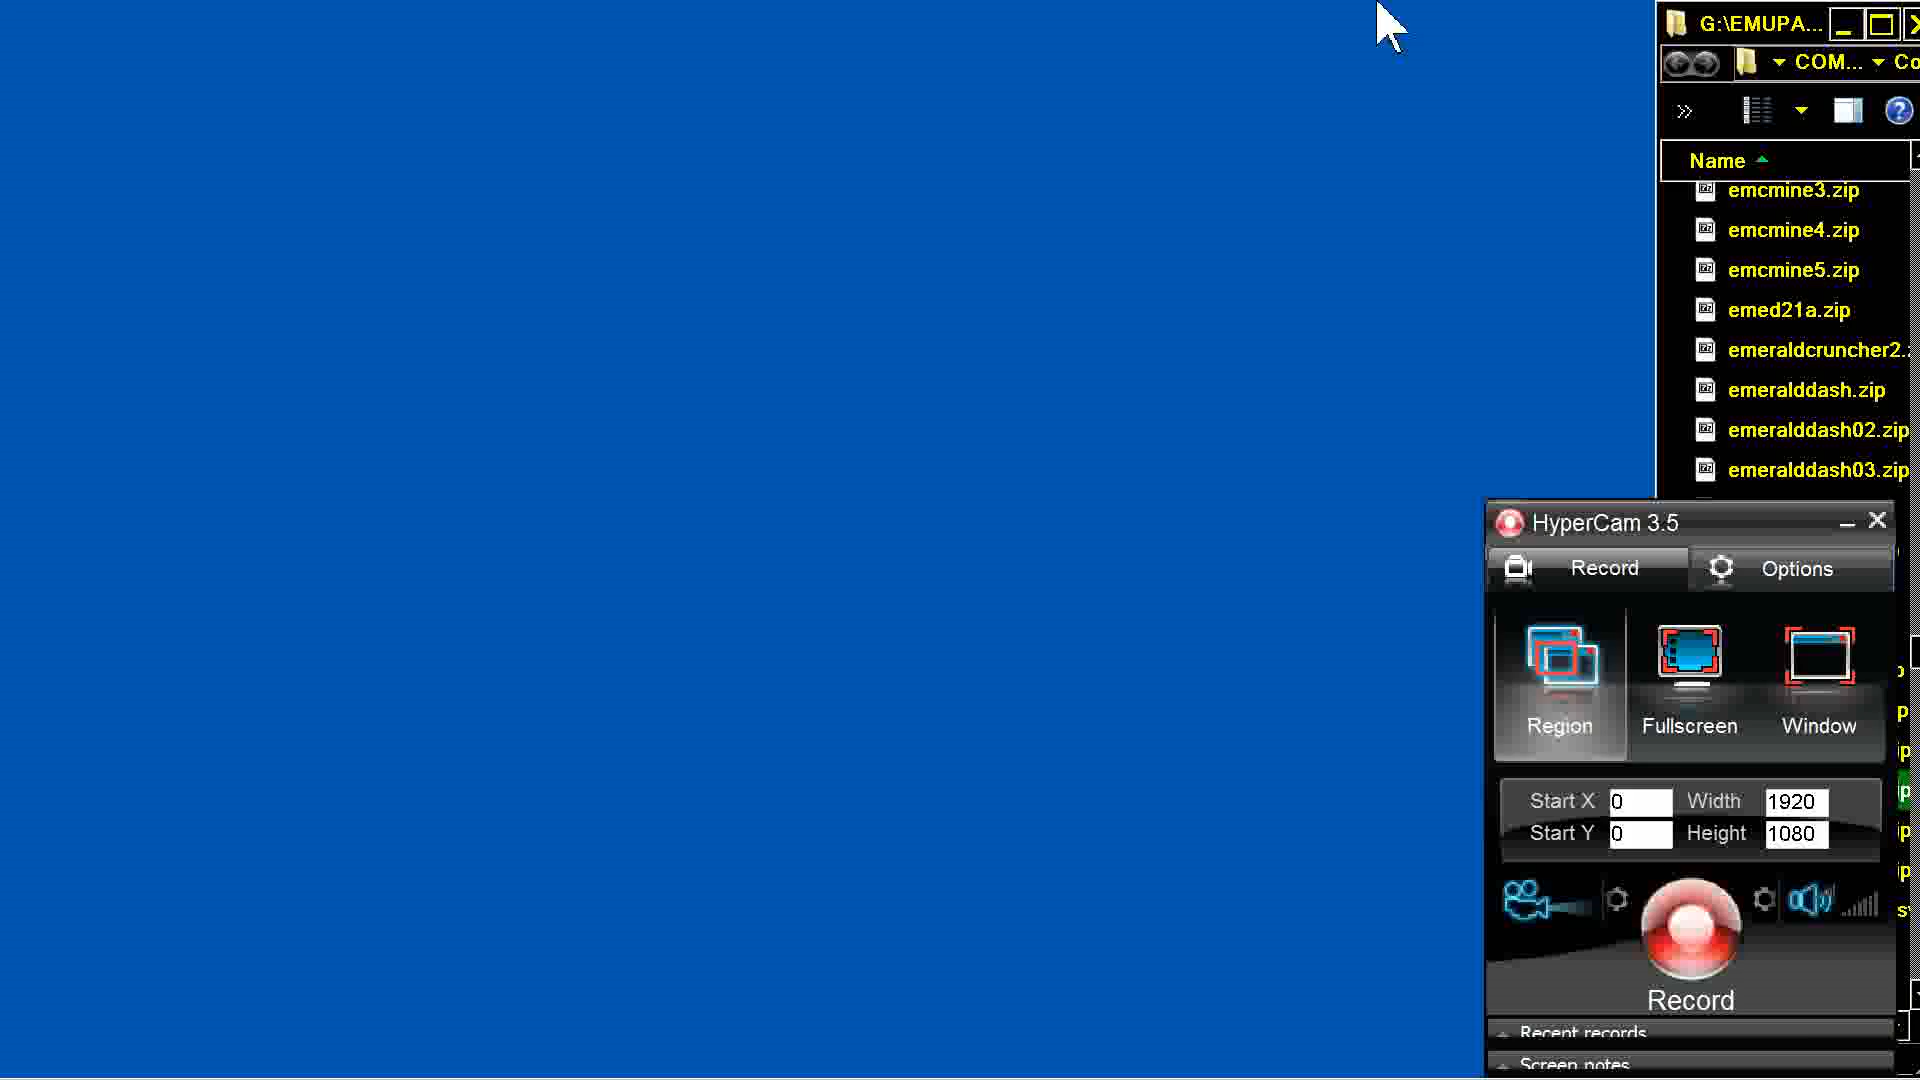 G:\EMUPA...
COM... Co
Name
emcmine3.zip
emcmine4.zip
emcmine5.zip
emed21a.zip
emeraldcruncher2.
emeralddash.zip
emeralddash02.zip
emeralddash03.zip
HyperCam 3.5
Record
Options
Region
Fullscreen
Window
Start X 0 Width 1920
Start Y 0 Height 1080
Record
Recent records
Screen notes